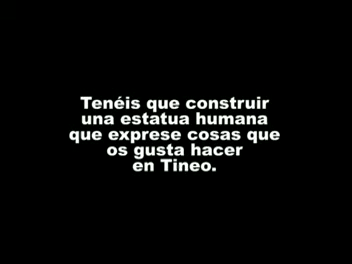 Tenéis que construir
una estatua humana
que exprese cosas que
os gusta hacer
en Tineo.